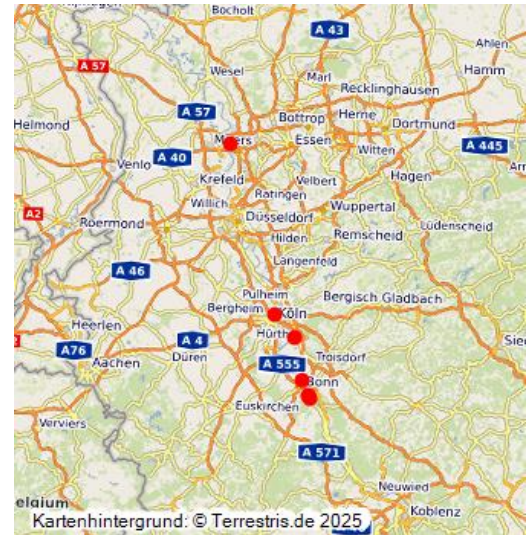 Bocholt
A 43
Ahlen
A 57
Wesel
Marl
Hamm
Recklinghausen
A 57
Bottrop
Herne
Dortmund
Helmond
Essen
Witten
A 445
Venlo
A 40
Krefeld
Velbert
Hagen
Ratingen
Willich
Düsseldorf
Wuppertal
A2
Roermond
Lüdenscheid
Hilden
Remscheid
Langenfeld
A 46
Pulheim
Bergheim
Köln
Bergisch Gladbach
Heerlen
Hürth
A76
A 4
Düren
Troisdorf
Aachen
A 555
Bonn
Euskirchen
Verviers
A 571
Neuwied
Koblenz
Kartenhintergrund: © Terrestris.de 2025